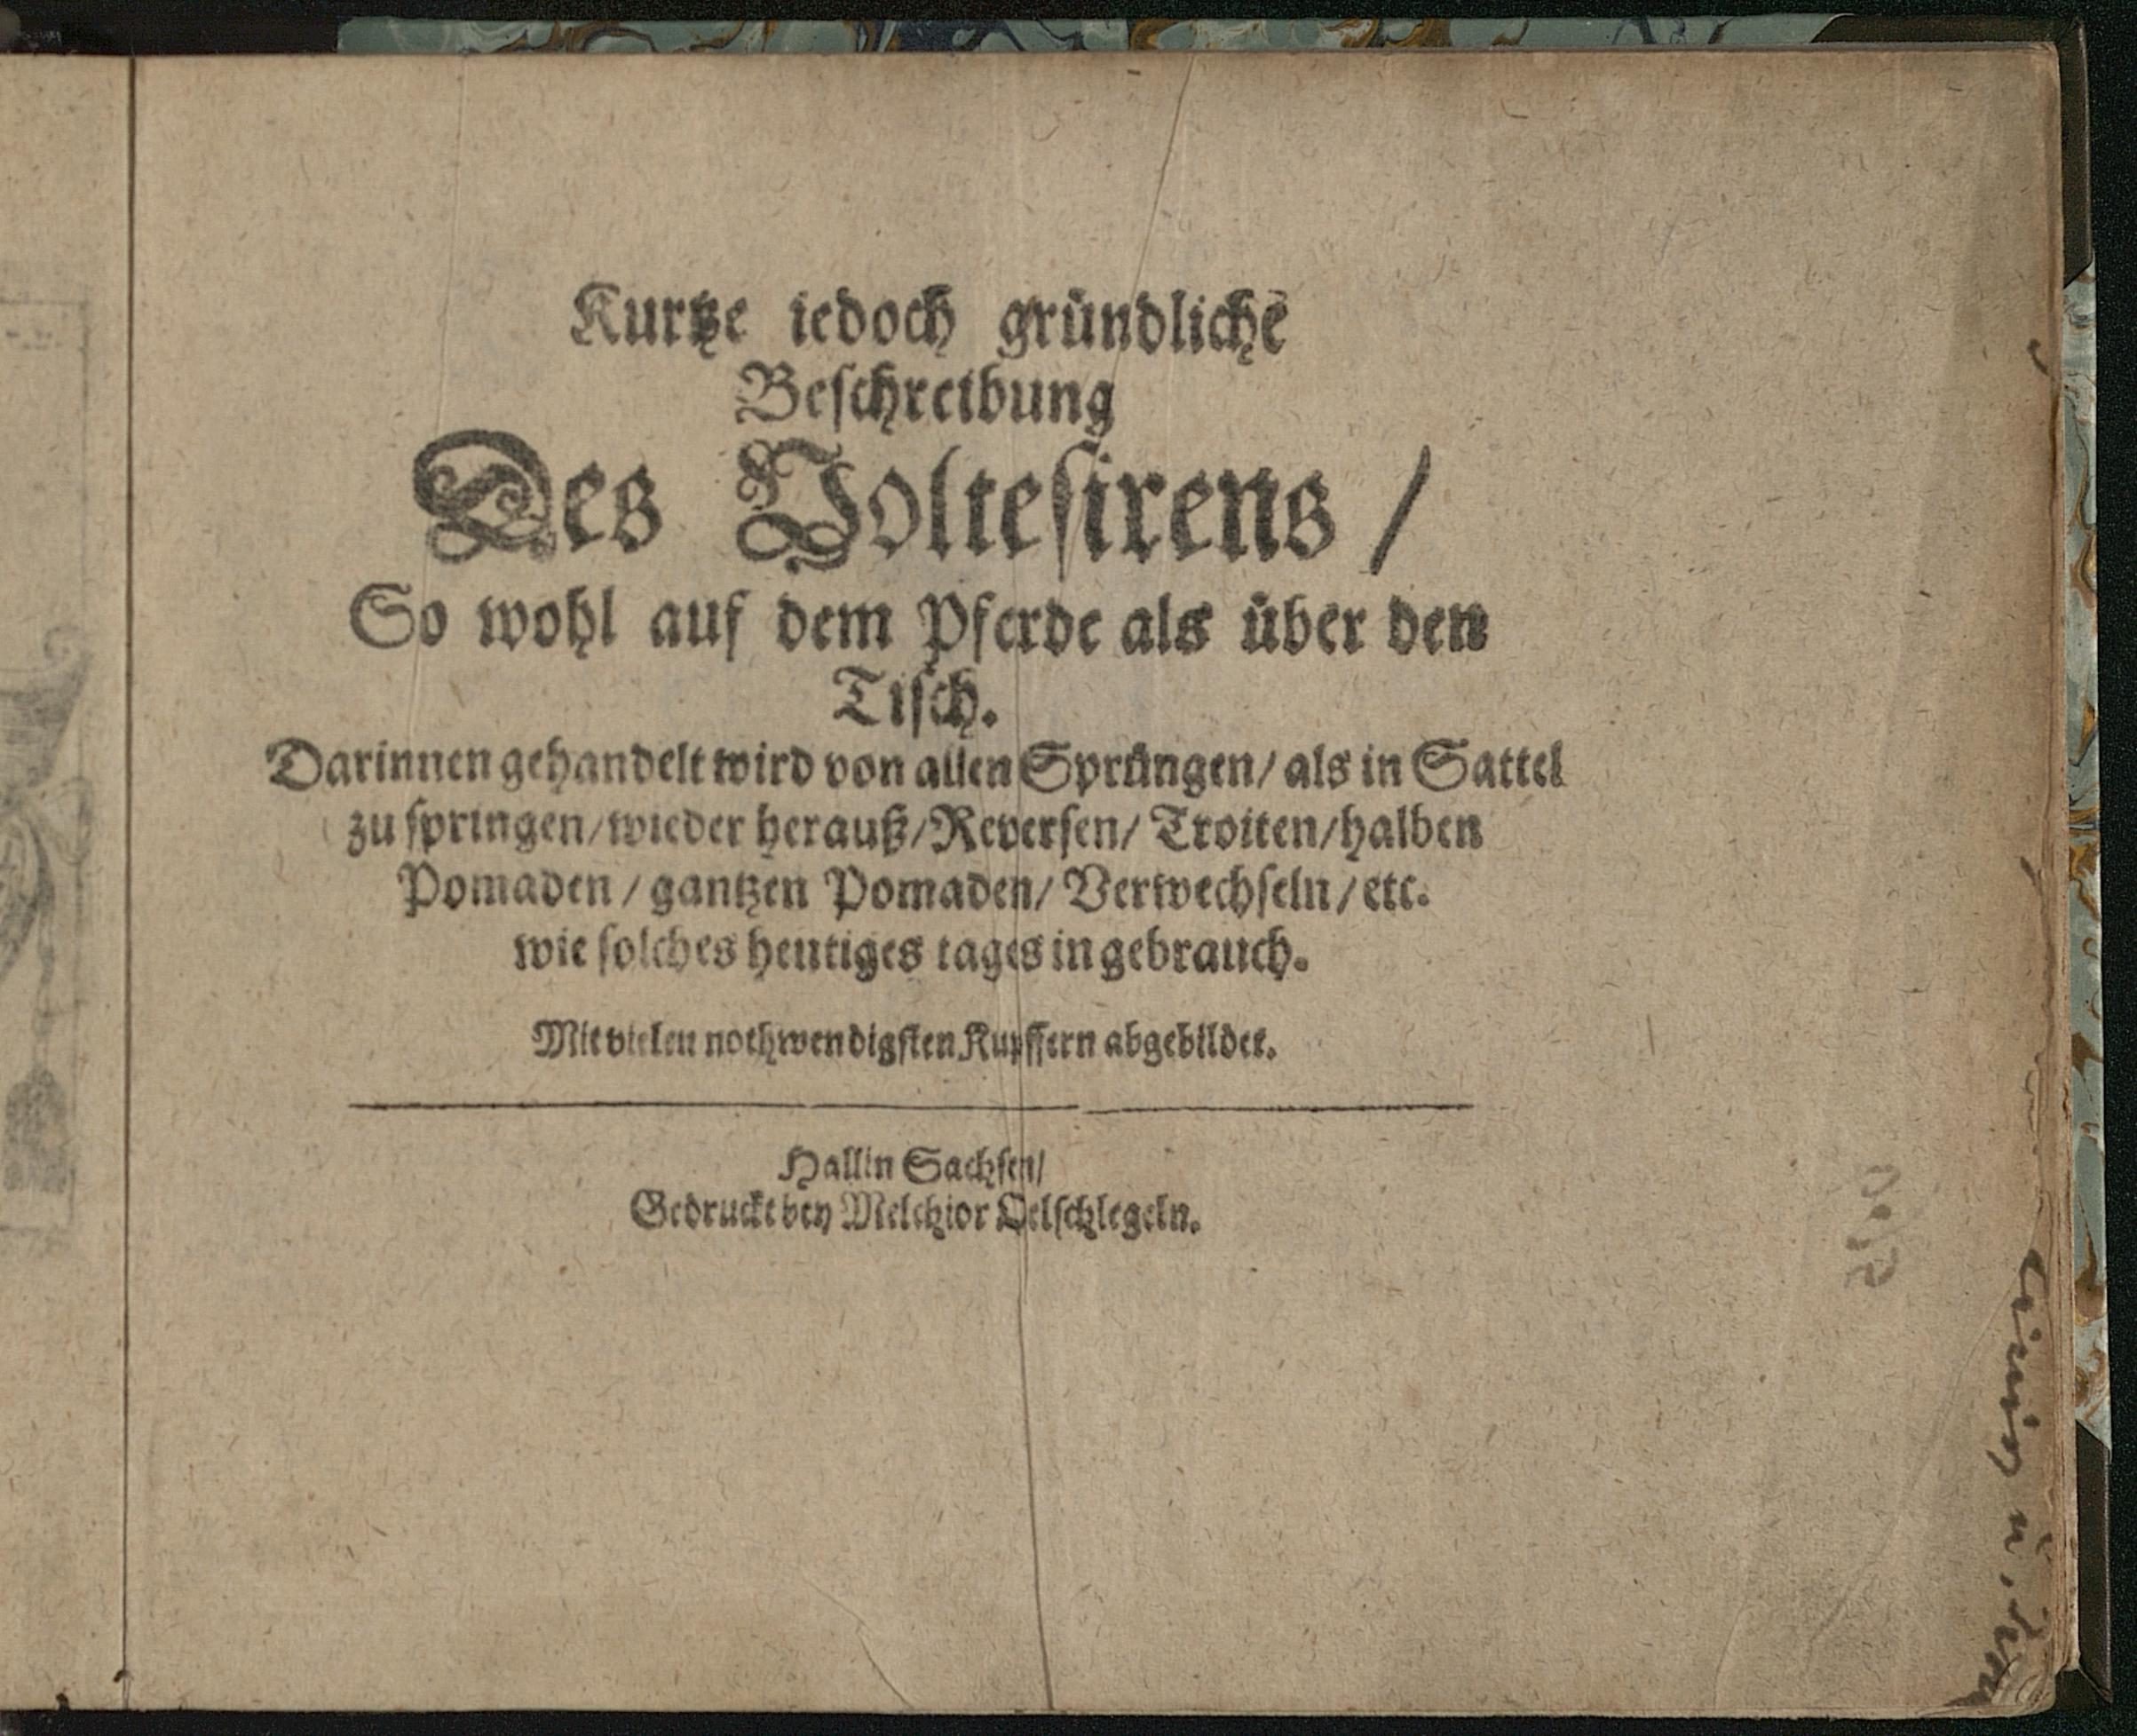 Kurtze iedoch gründliche
Beschreibung
Des Voltesirens /
So wohl auf dem Pferde als über den
Tisch.
Darinnen gehandelt wird von allen Sprüngen/ als in Sattel
zu springen/wieder herauß/Reversen/ Troiten/halben
Pomaden / gantzen Pomaden/ Verwechseln / etc.
wie solches heutiges tages in gebrauch.
Mit vielen nothwendigsten Kupffern abgebildet.
Hall in Sachsen/
Gedruckt bey Melchior Oelschlegeln.